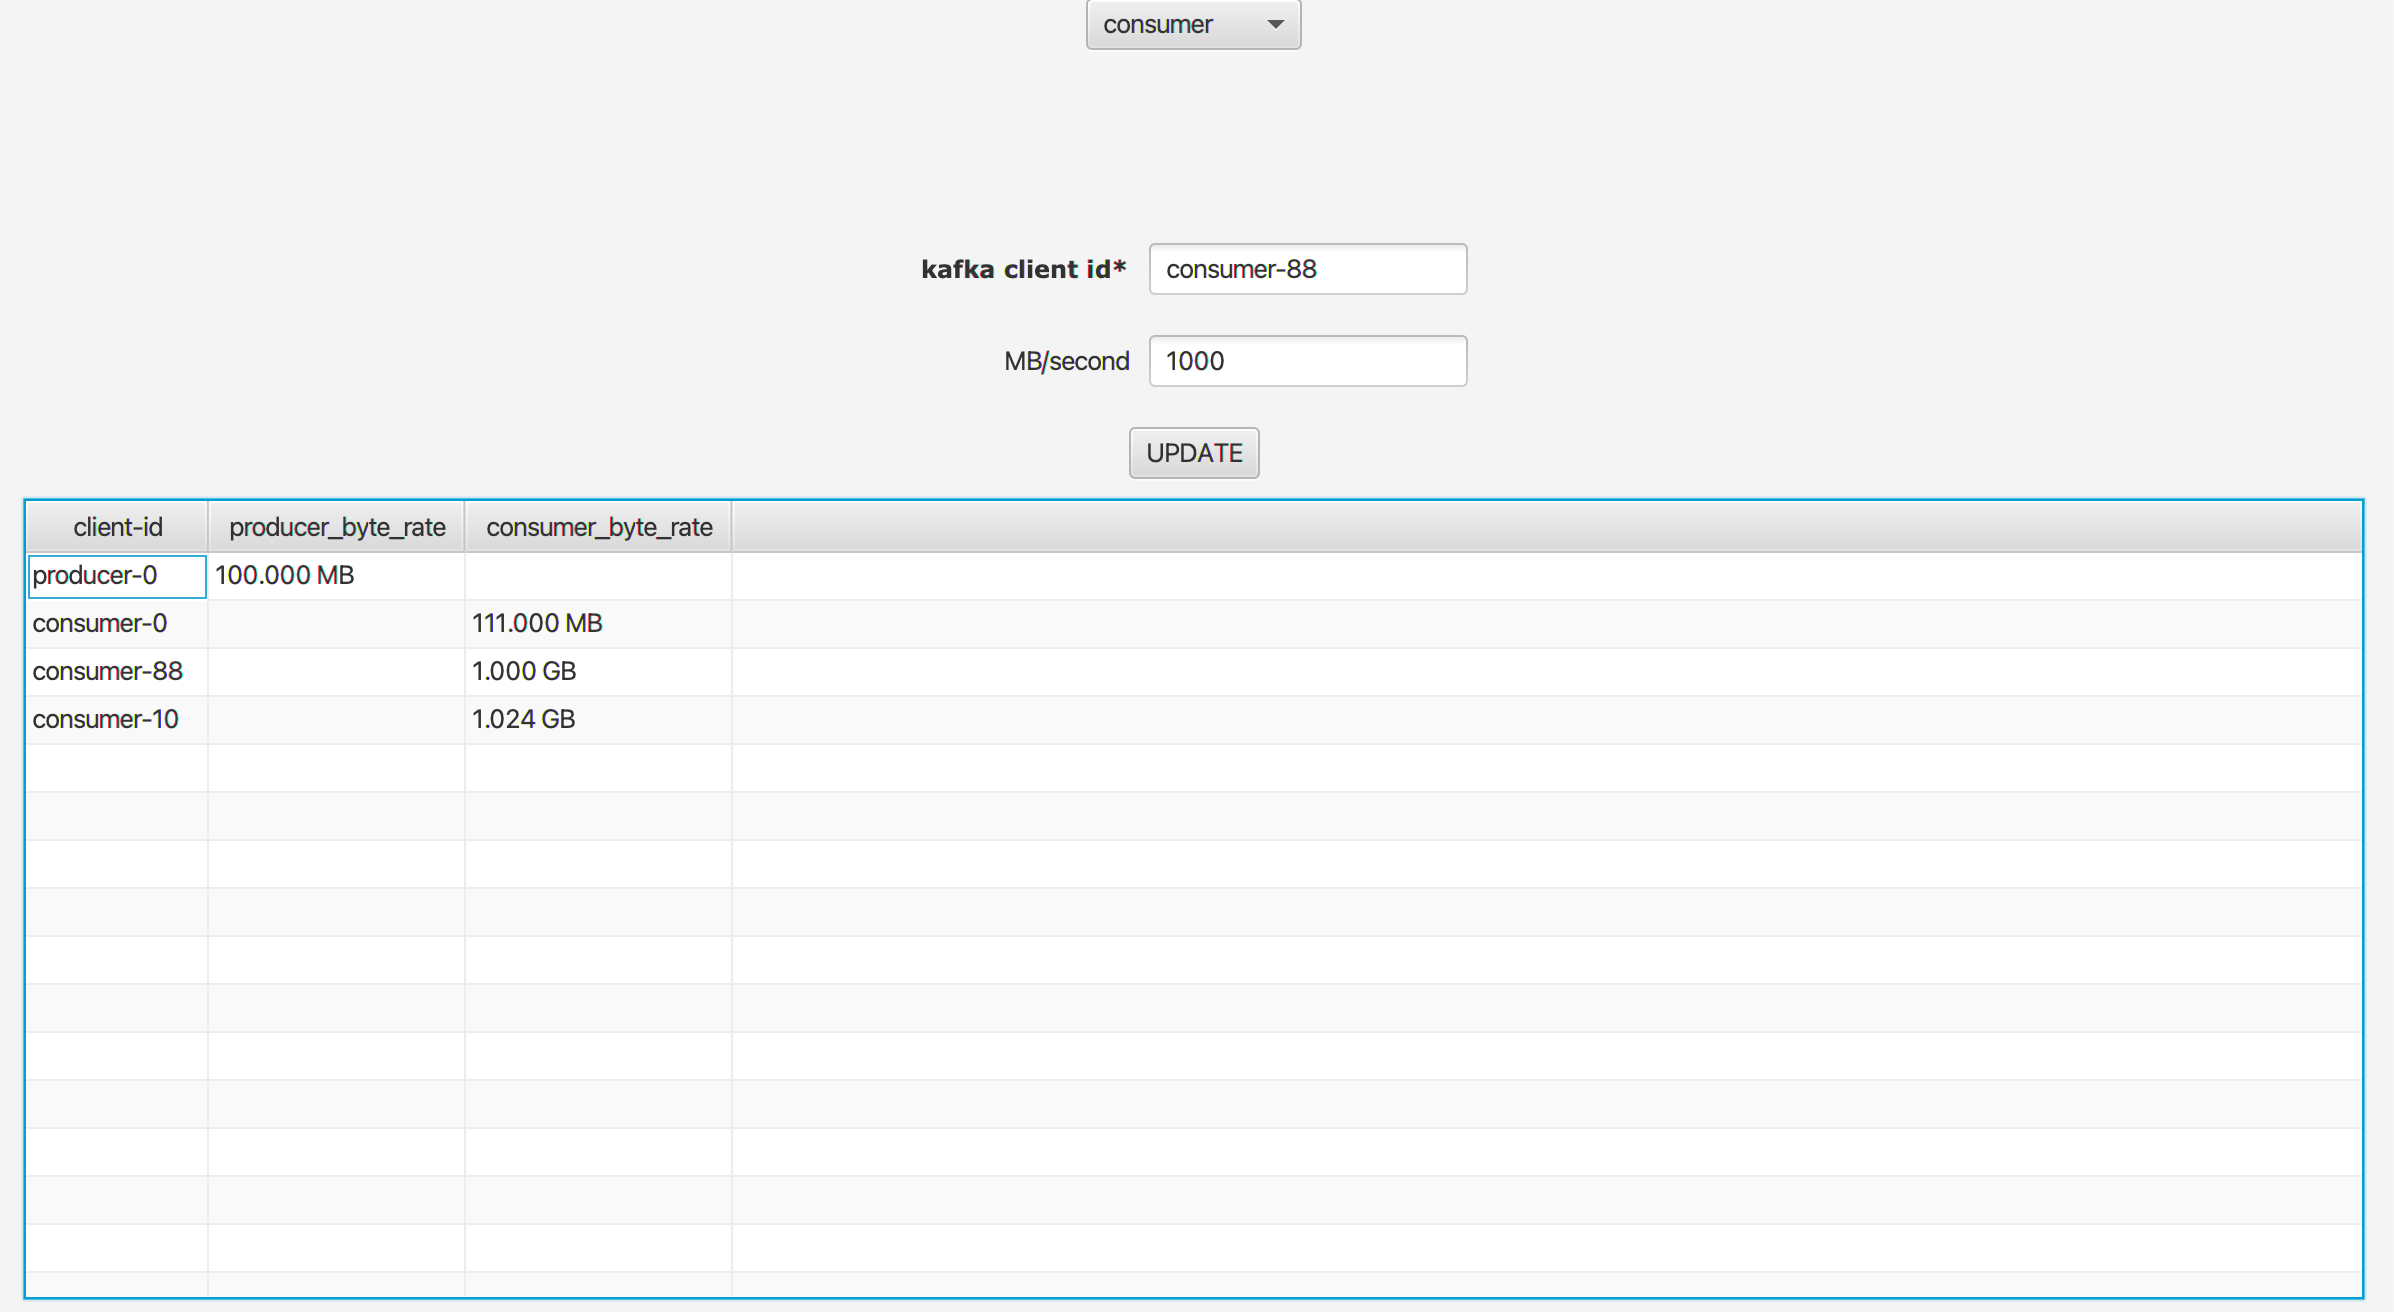 consumer
kafka client id* consumer-88
MB/second 1000
UPDATE
client-id producer_byte_rate consumer_byte_rate
producer-0 100.000 MB
consumer-0 111.000 MB
consumer-88 1.000 GB
consumer-10 1.024 GB